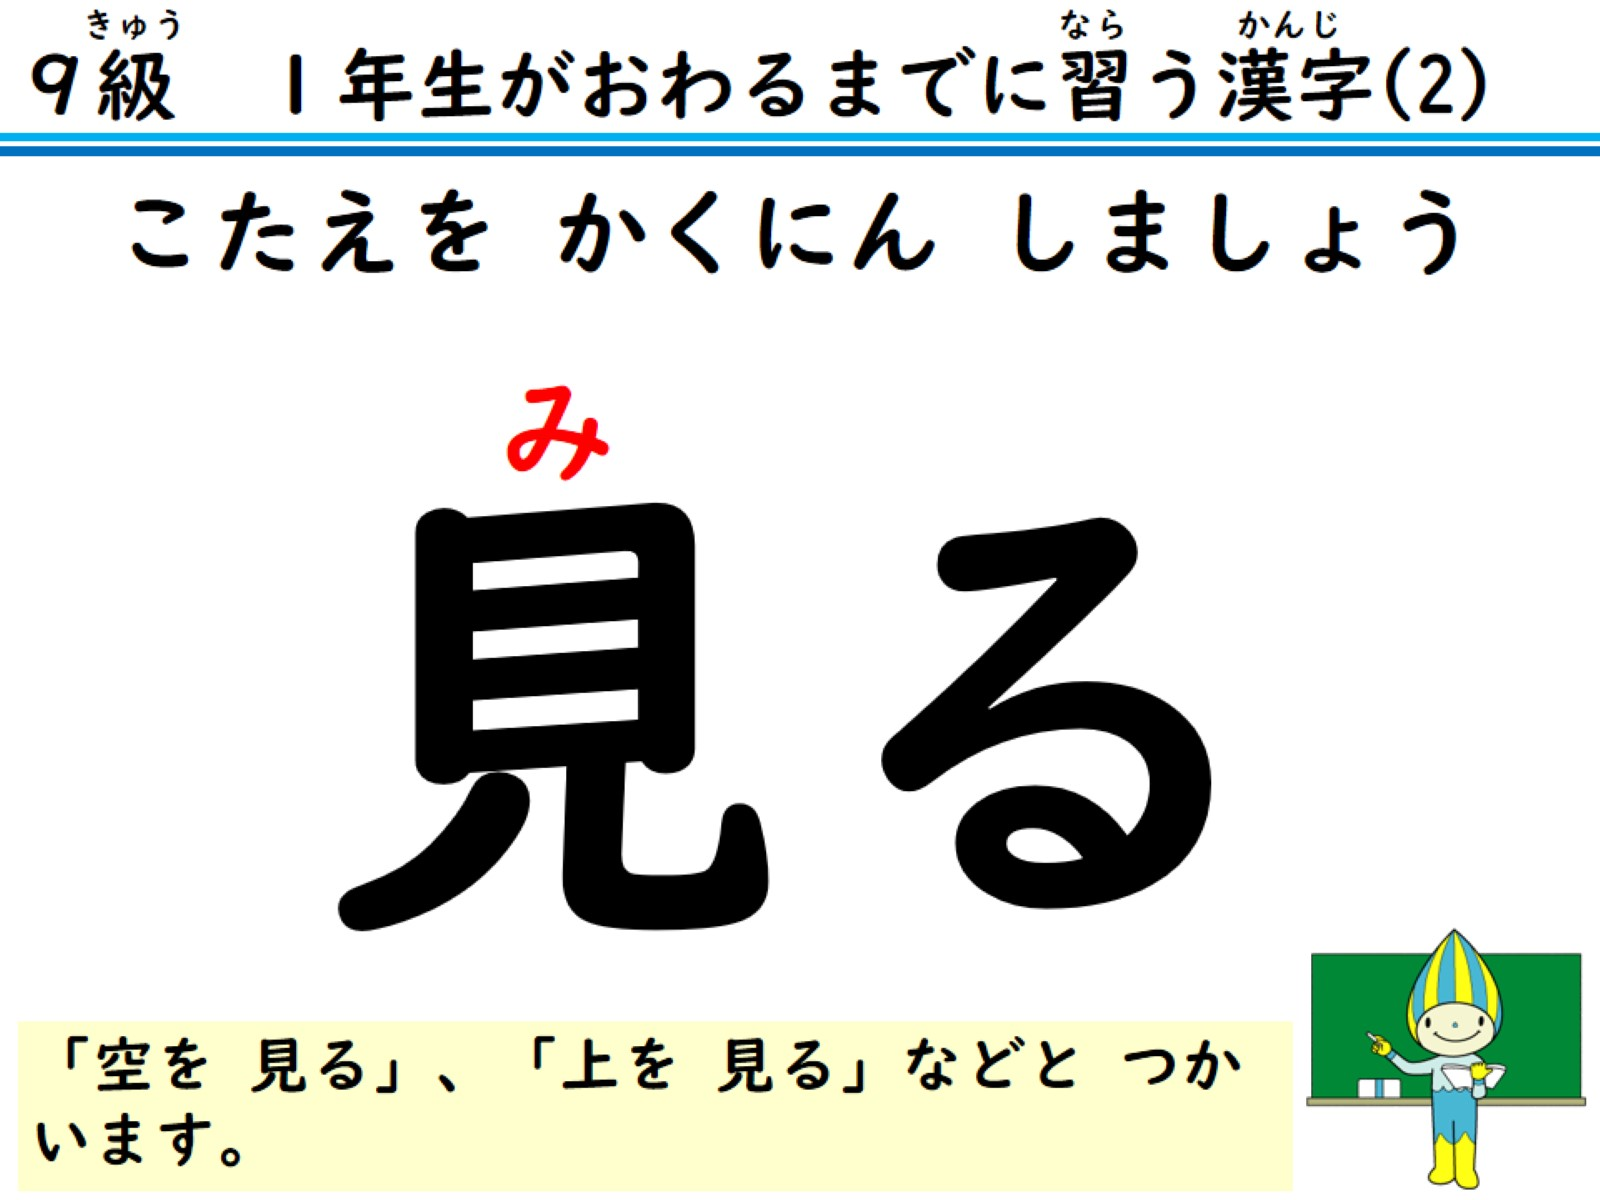 きゅう なら かんじ
９級　１年生がおわるまでに習う漢字(2)
こたえを かくにん しましょう
み
見る
「空を 見る」、「上を 見る」などと つか
います。